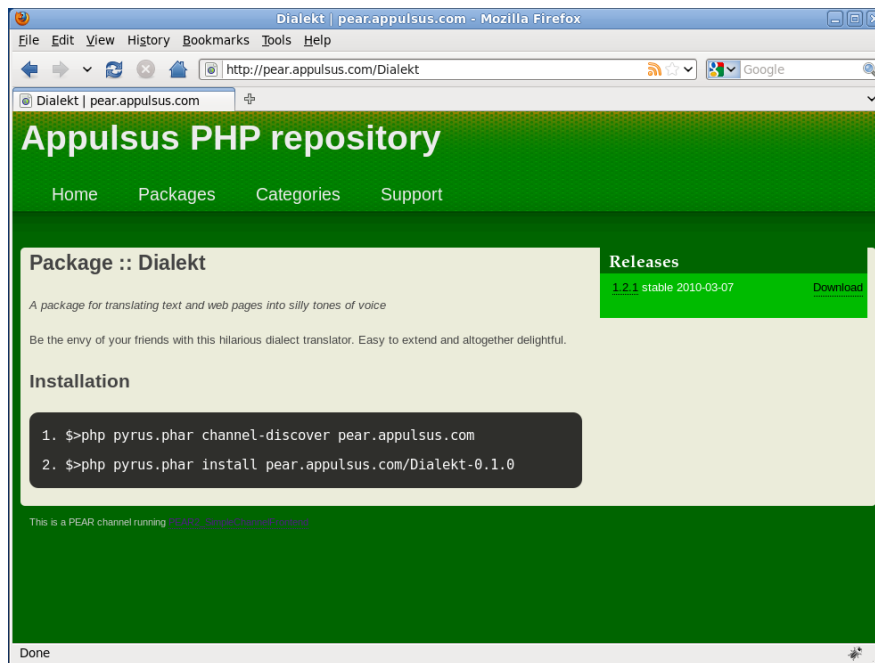 Dialekt | pear.appulsus.com - Mozilla Firefox
File Edit View History Bookmarks Tools Help
http://pear.appulsus.com/Dialekt Google
Dialekt | pear.appulsus.com
Appulsus PHP repository
Home Packages Categories Support
Package :: Dialekt
A package for translating text and web pages into silly tones of voice
Be the envy of your friends with this hilarious dialect translator. Easy to extend and altogether delightful.
Installation
1. $>php pyrus.phar channel-discover pear.appulsus.com
2. $>php pyrus.phar install pear.appulsus.com/Dialekt-0.1.0
Releases
1.2.1 stable 2010-03-07 Download
This is a PEAR channel running
Done